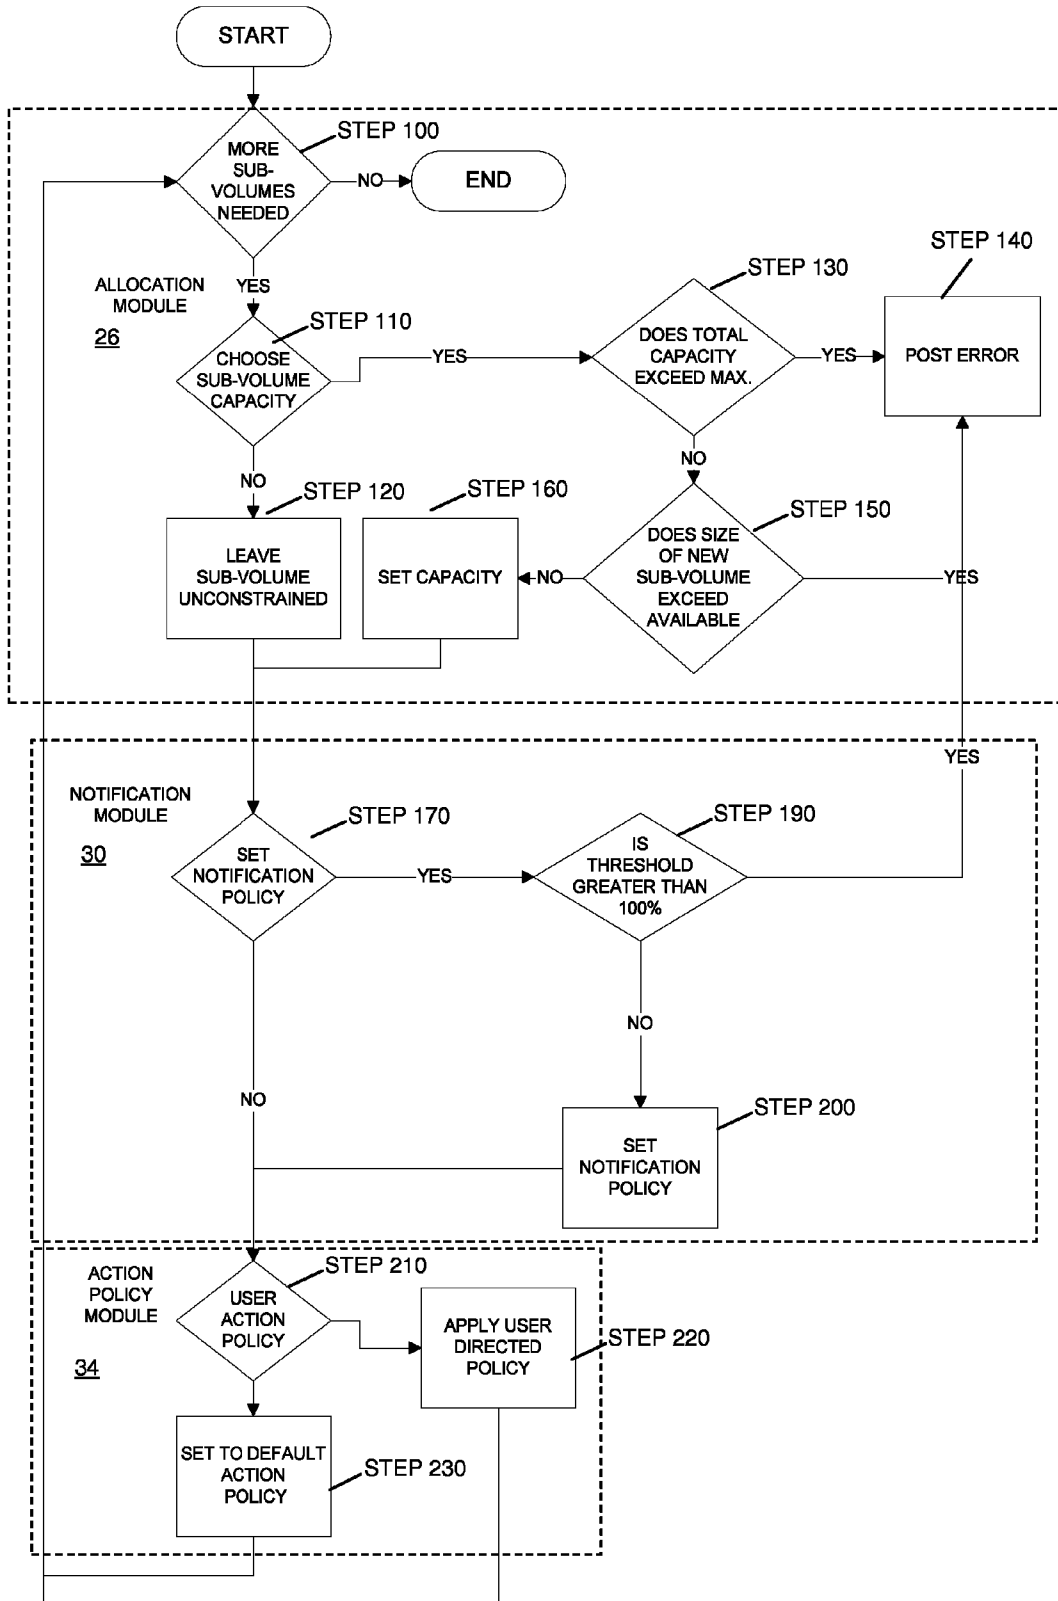 START
STEP 100
MORE
SUB-
VOLUMES
NEEDED
NO
END
YES
ALLOCATION
MODULE
26
STEP 110
CHOOSE
SUB-VOLUME
CAPACITY
YES
STEP 130
DOES TOTAL
CAPACITY
EXCEED MAX.
YES
STEP 140
POST ERROR
NO
NO
STEP 120
LEAVE
SUB-VOLUME
UNCONSTRAINED
STEP 160
SET CAPACITY
NO
STEP 150
DOES SIZE
OF NEW
SUB-VOLUME
EXCEED
AVAILABLE
YES
YES
NOTIFICATION
MODULE
30
STEP 170
SET
NOTIFICATION
POLICY
YES
STEP 190
IS
THRESHOLD
GREATER THAN
100%
NO
NO
STEP 200
SET
NOTIFICATION
POLICY
ACTION
POLICY
MODULE
34
STEP 210
USER
ACTION
POLICY
APPLY USER
DIRECTED
POLICY
STEP 220
SET TO DEFAULT
ACTION
POLICY
STEP 230